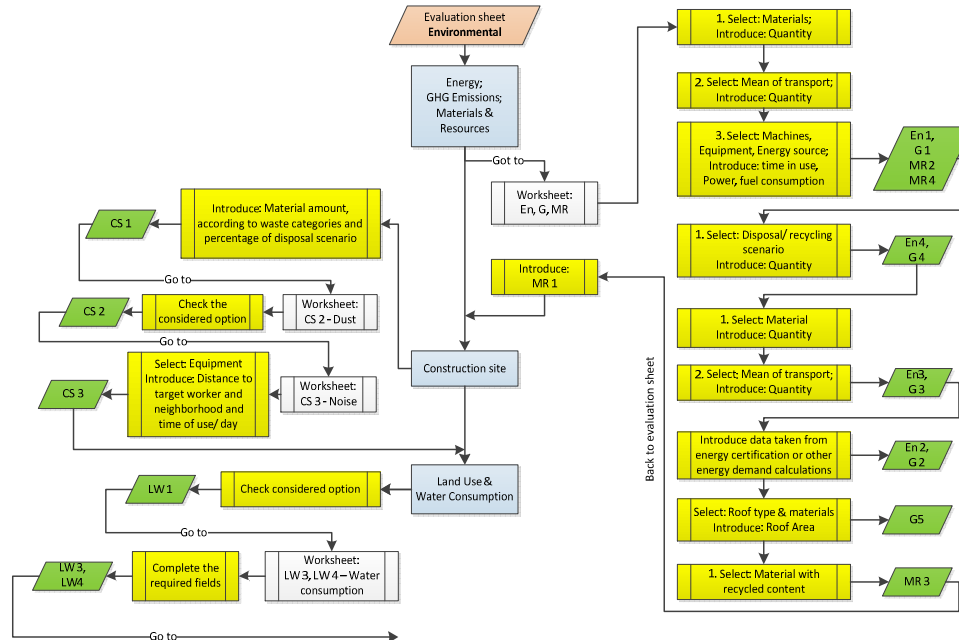 Evaluation sheet
Environmental
Energy;
GHG Emissions;
Materials &
Resources
Got to
Worksheet:
En, G, MR
1. Select: Materials;
Introduce: Quantity
2. Select: Mean of transport;
Introduce: Quantity
3. Select: Machines,
Equipment, Energy source;
Introduce: time in use,
Power, fuel consumption
En 1,
G 1
MR 2
MR 4
1. Select: Disposal/ recycling
scenario
Introduce: Quantity
En 4,
G 4
1. Select: Material
Introduce: Quantity
2. Select; Mean of transport;
Introduce: Quantity
En 3,
G 3
Introduce data taken from
energy certification or other
energy demand calculations
En 2,
G 2
Select: Roof type & materials
Introduce: Roof Area
G5
1. Select: Material with
recycled content
MR 3
Back to evaluation sheet
Introduce:
MR 1
Construction site
Introduce: Material amount,
according to waste categories and
percentage of disposal scenario
CS 1
Go to
Worksheet:
CS 2 – Dust
Check the
considered option
CS 2
Go to
Worksheet:
CS 3 - Noise
Select: Equipment
Introduce: Distance to
target worker and
neighborhood and
time of use/ day
CS 3
Land Use &
Water Consumption
Check considered option
LW 1
Go to
Worksheet:
LW 3, LW 4 – Water
consumption
Complete the
required fields
LW 3,
LW4
Go to